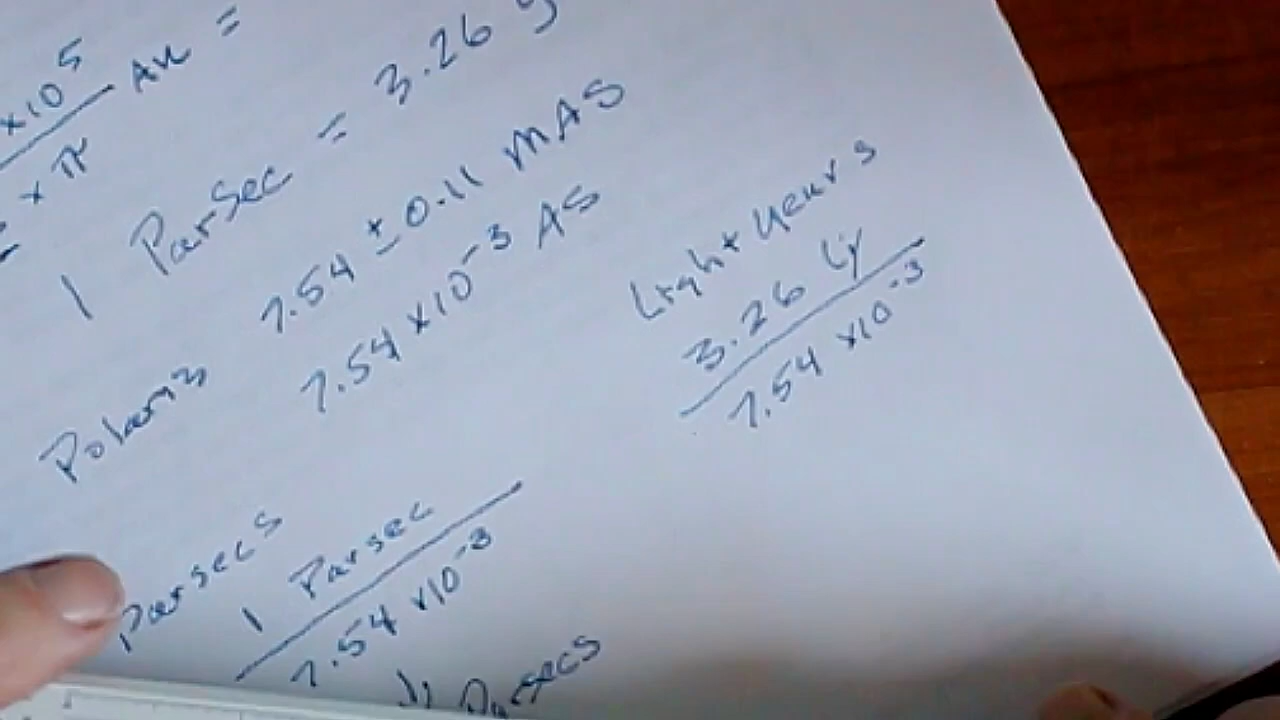 ×10⁵ AU =
× π
1 Parsec = 3.26
Polaris 7.54 ± 0.11 MAS
7.54 ×10⁻³ AS
Parsecs
1 Parsec
7.54 ×10⁻³
Parsecs
Light Years
3.26 ly
7.54 ×10⁻³